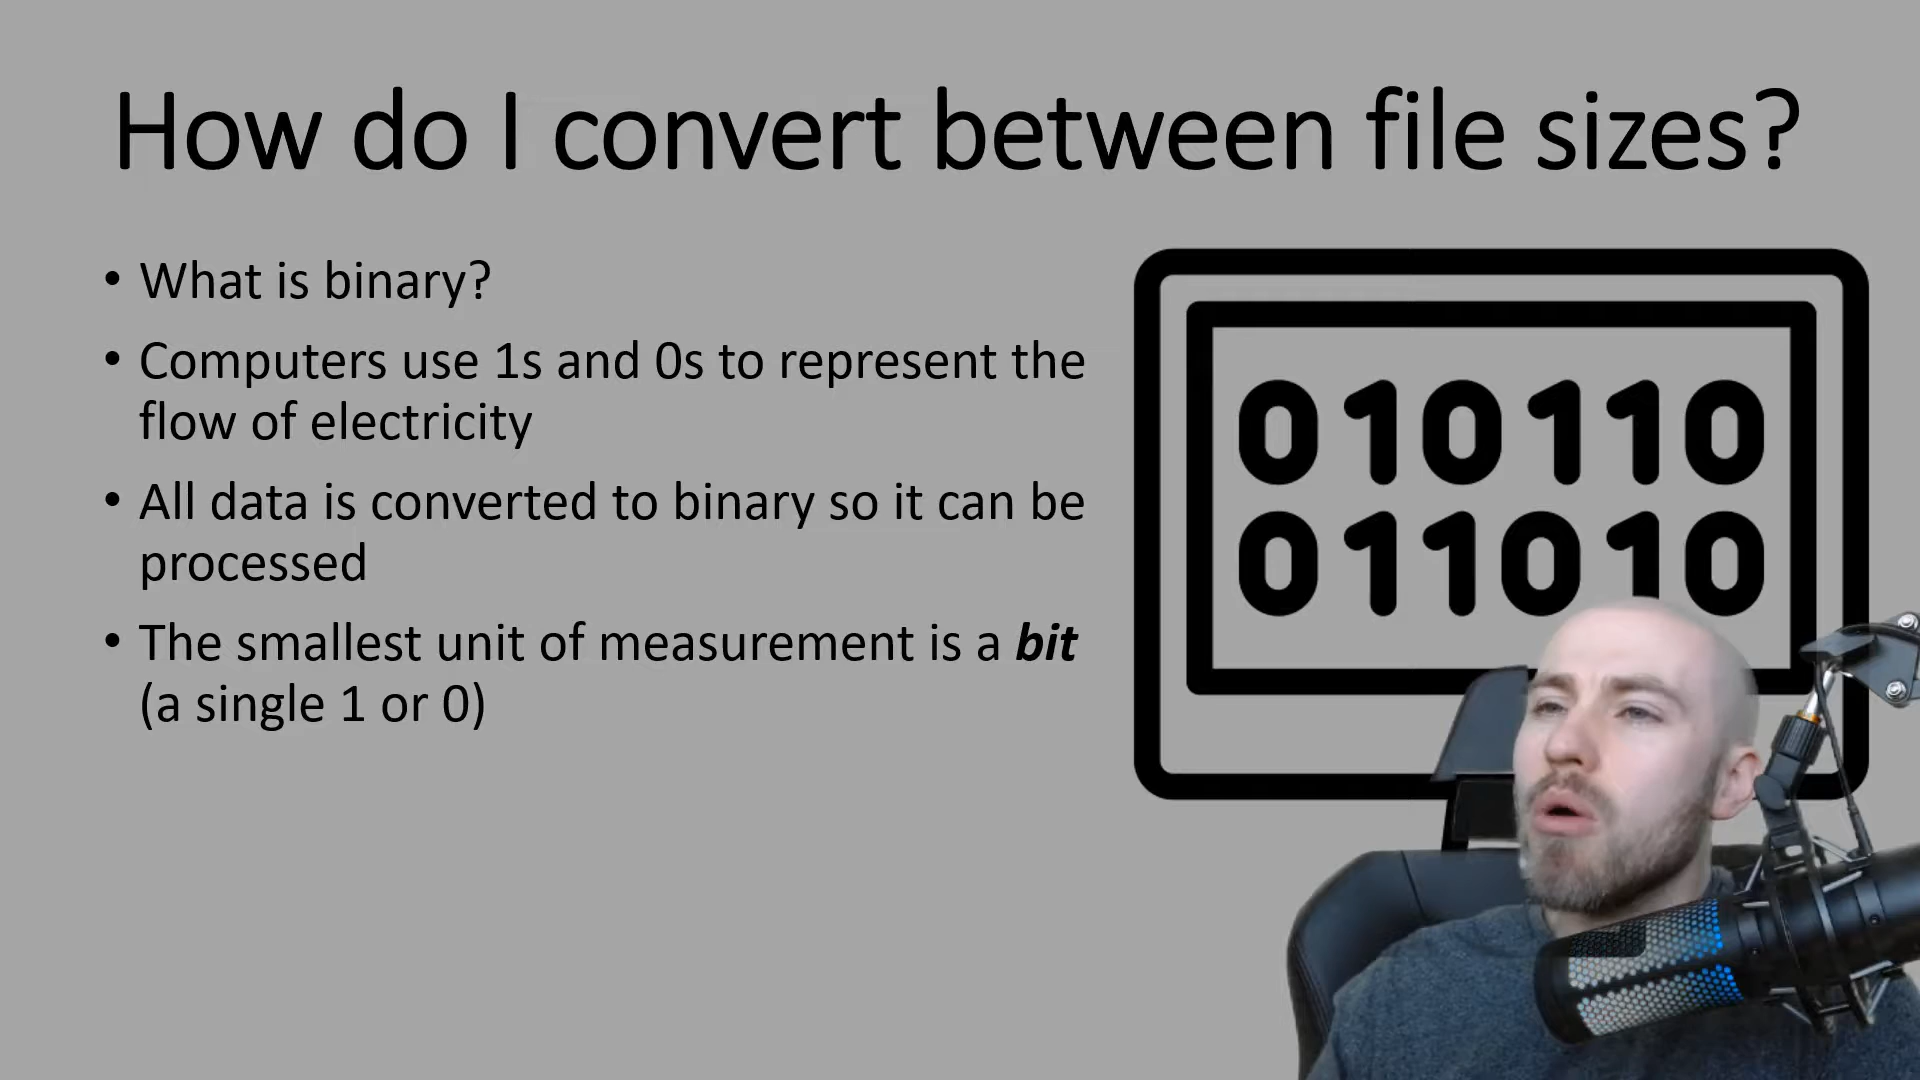 How do I convert between file sizes?
• What is binary?
• Computers use 1s and 0s to represent the
flow of electricity
• All data is converted to binary so it can be
processed
• The smallest unit of measurement is a bit
(a single 1 or 0)
010110
011010